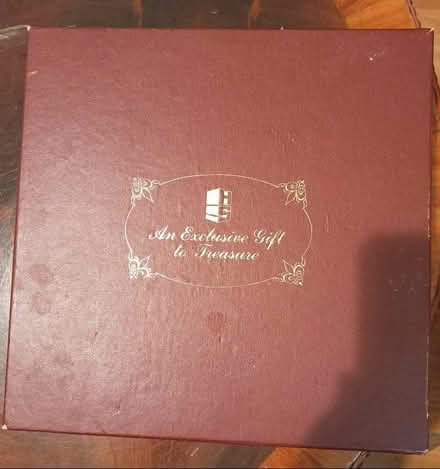 An Exclusive Gift
to Treasure